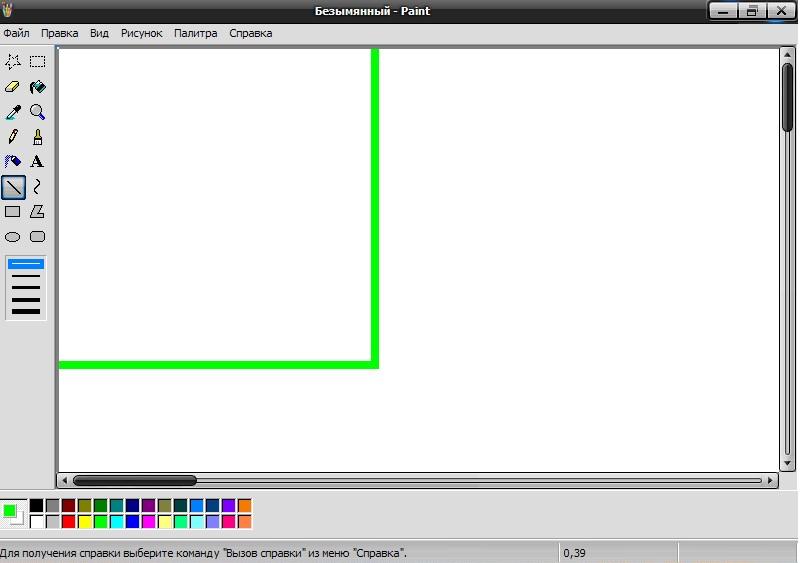 Безымянный - Paint
Файл Правка Вид Рисунок Палитра Справка
A
Для получения справки выберите команду "Вызов справки" из меню "Справка". 0,39